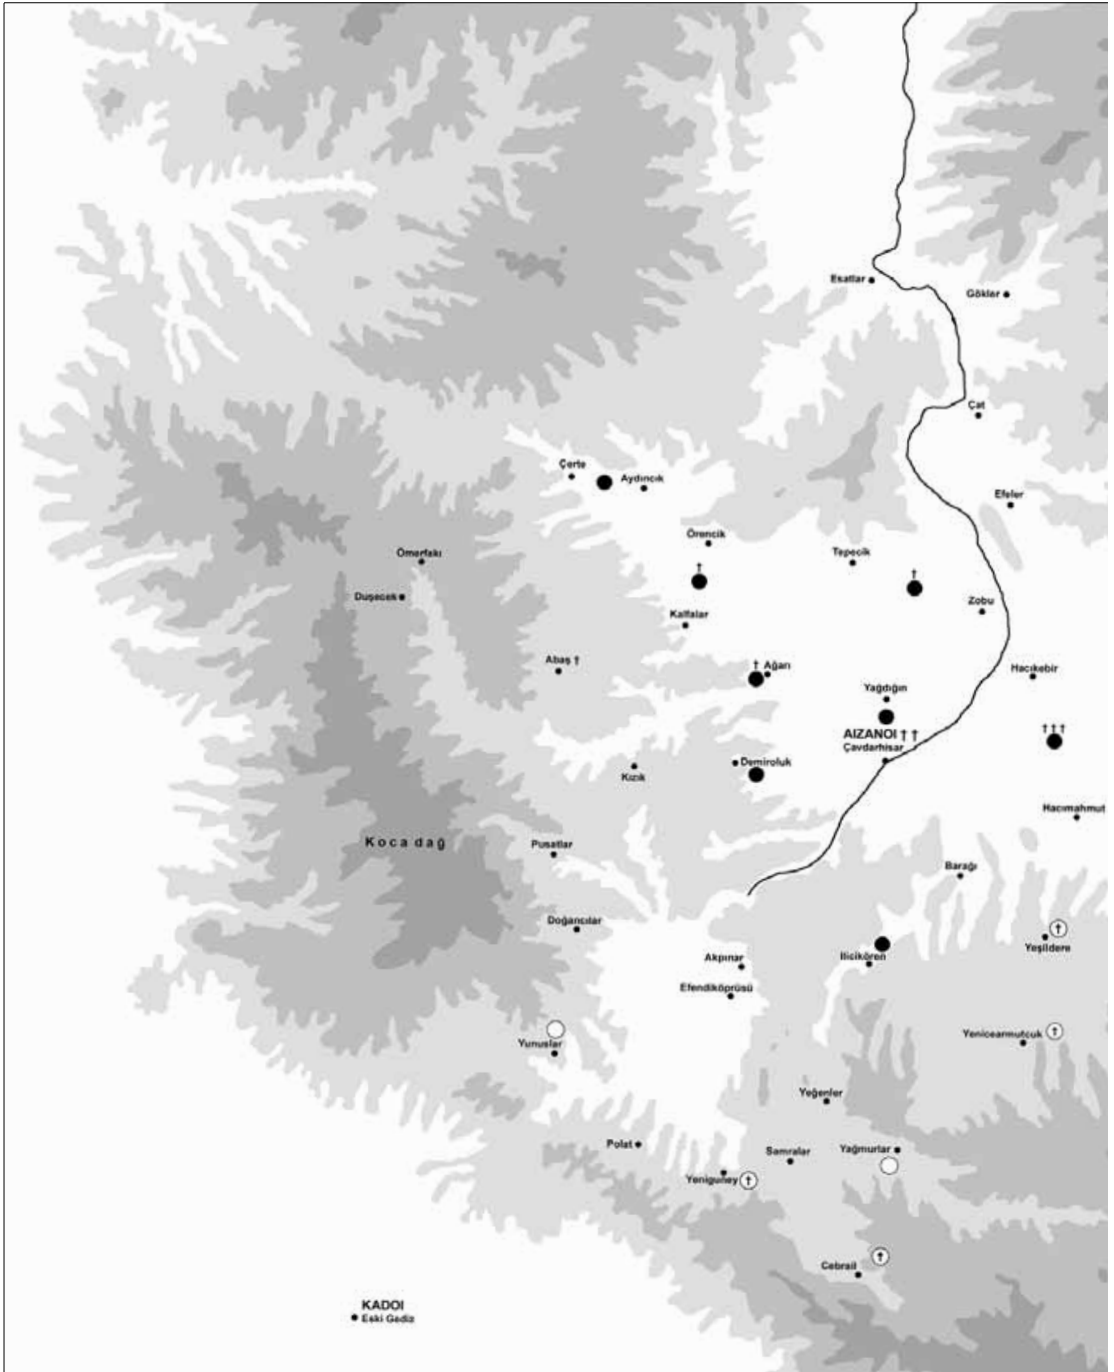 Esatlar
Gökler
Çat
Çerte
Aydıncık
Efeler
Örencik
Tepecik
Ömerfakı
†
†
Duşecek
Zobu
Kalfalar
Abaş †
† Ağarı
Hacıkebir
Yağdığın
AIZANOI † †
Çavdarhisar
†††
Demiroluk
Kızık
Hacımahmut
Koca dağ
Pusatlar
Barağı
Doğancılar
†
Yeşildere
Akpınar
Ilicikören
Efendiköprüsü
Yenicearmutcuk †
Yunuslar
Yeğenler
Polat
Samralar
Yağmurlar
Yeniguney †
†
Cebrail
KADOI
Eski Gediz